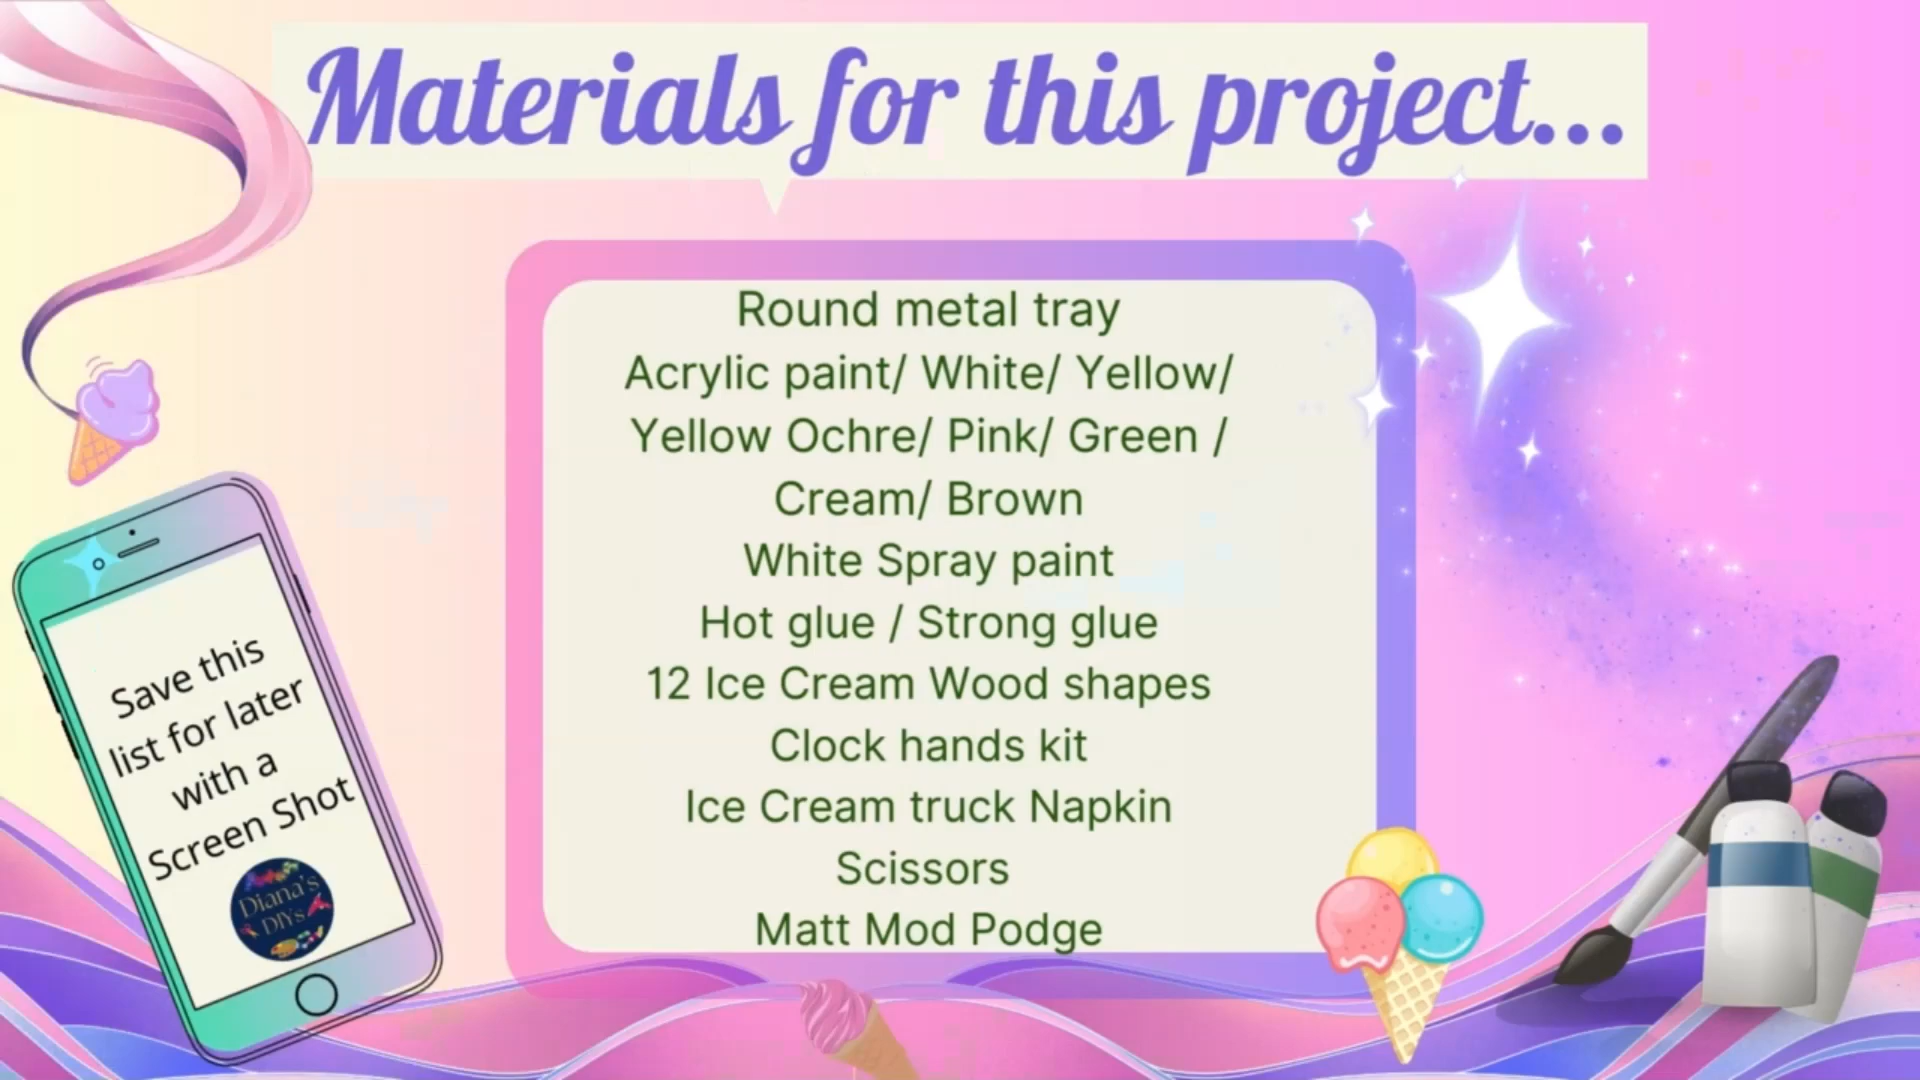 Materials for this project...
Round metal tray
Acrylic paint/ White/ Yellow/
Yellow Ochre/ Pink/ Green /
Cream/ Brown
White Spray paint
Hot glue / Strong glue
12 Ice Cream Wood shapes
Clock hands kit
Ice Cream truck Napkin
Scissors
Matt Mod Podge
Save this
list for later
with a
Screen Shot
Diana's
DIYs